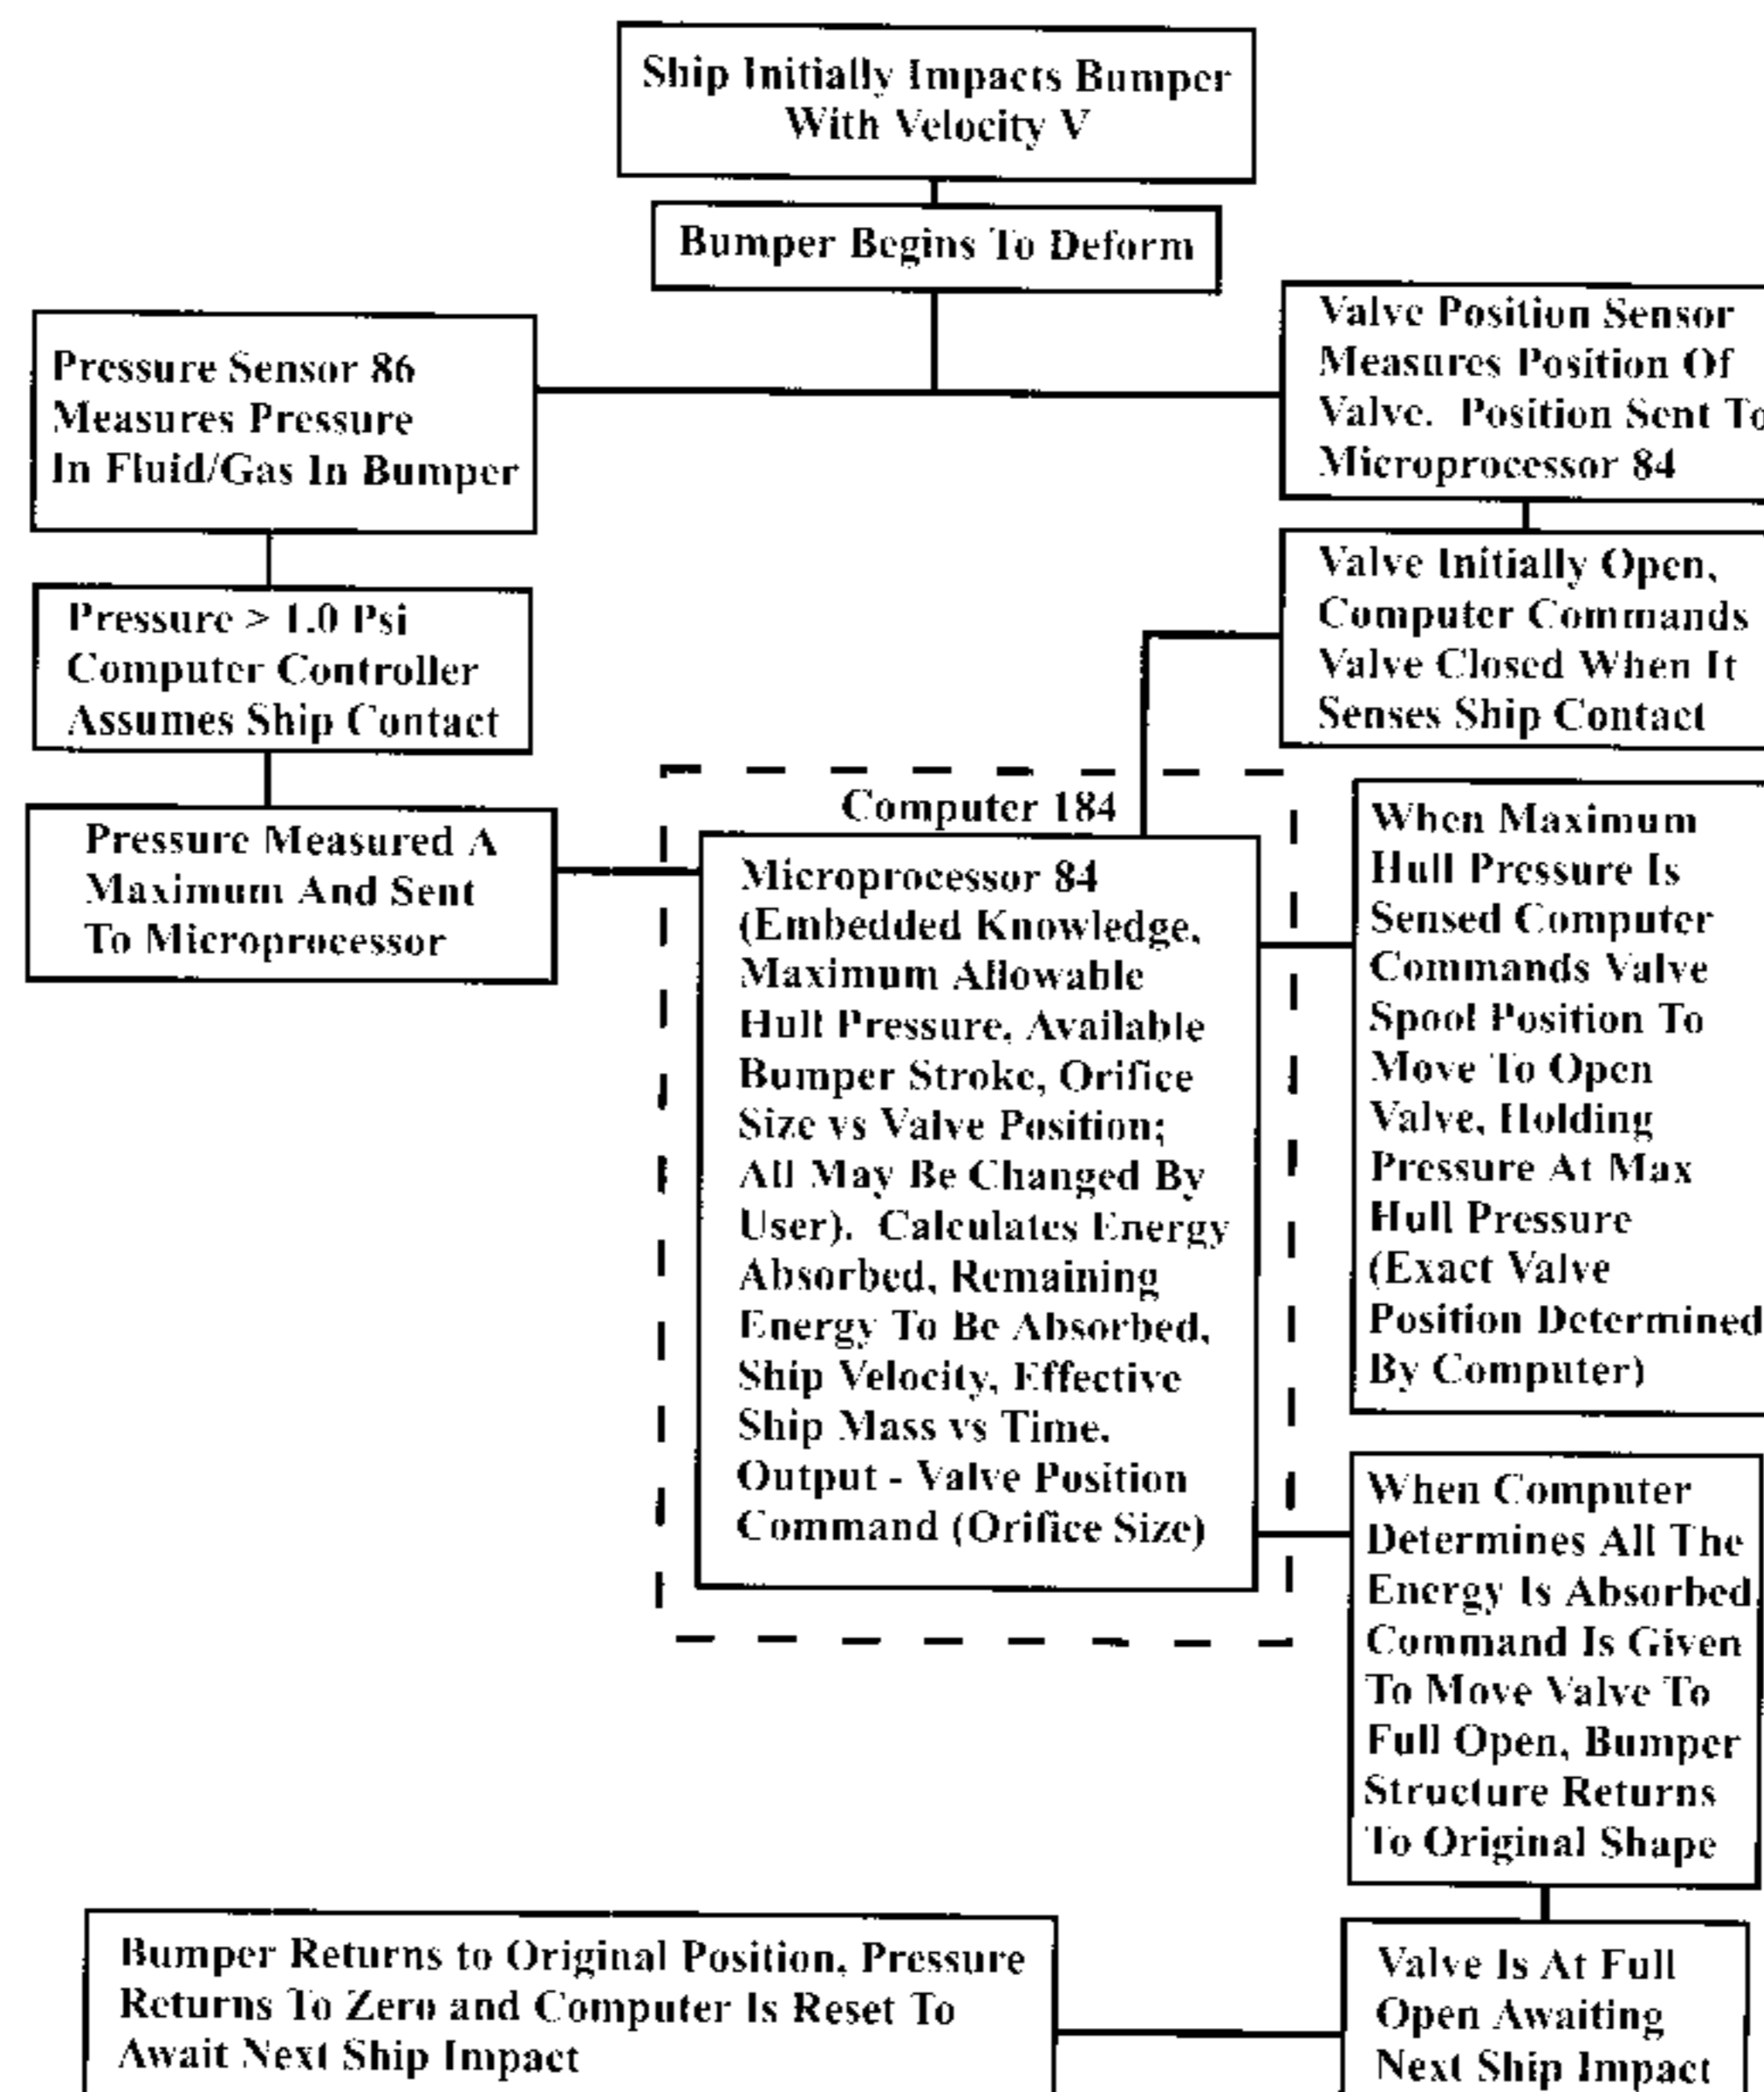 Ship Initially Impacts Bumper
With Velocity V
Bumper Begins To Deform
Pressure Sensor 86
Measures Pressure
In Fluid/Gas In Bumper
Valve Position Sensor
Measures Position Of
Valve. Position Sent To
Microprocessor 84
Pressure > 1.0 Psi
Computer Controller
Assumes Ship Contact
Valve Initially Open,
Computer Commands
Valve Closed When It
Senses Ship Contact
Pressure Measured A
Maximum And Sent
To Microprocessor
Computer 184
Microprocessor 84
(Embedded Knowledge,
Maximum Allowable
Hull Pressure, Available
Bumper Stroke, Orifice
Size vs Valve Position;
All May Be Changed By
User). Calculates Energy
Absorbed, Remaining
Energy To Be Absorbed,
Ship Velocity, Effective
Ship Mass vs Time.
Output - Valve Position
Command (Orifice Size)
When Maximum
Hull Pressure Is
Sensed Computer
Commands Valve
Spool Position To
Move To Open
Valve, Holding
Pressure At Max
Hull Pressure
(Exact Valve
Position Determined
By Computer)
When Computer
Determines All The
Energy Is Absorbed
Command Is Given
To Move Valve To
Full Open, Bumper
Structure Returns
To Original Shape
Valve Is At Full
Open Awaiting
Next Ship Impact
Bumper Returns to Original Position, Pressure
Returns To Zero and Computer Is Reset To
Await Next Ship Impact